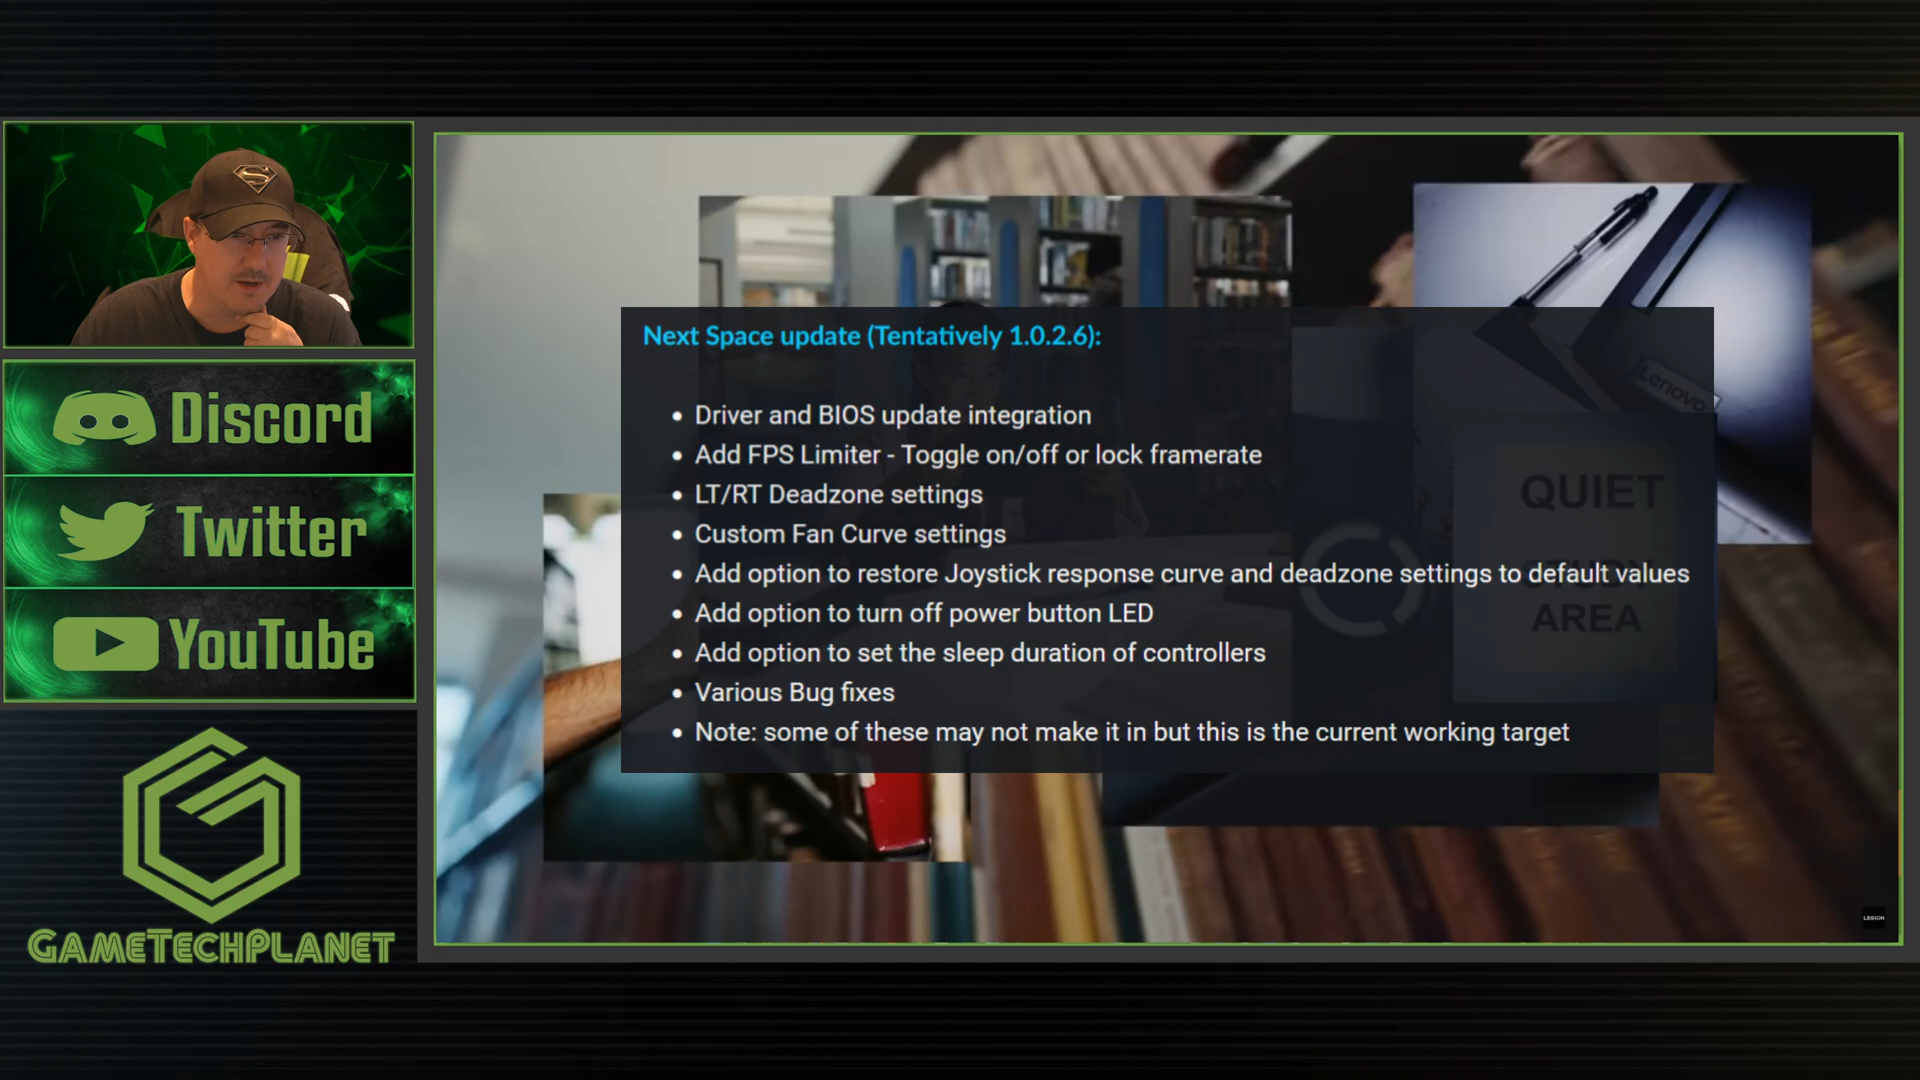 Discord
Twitter
YouTube
GAMETECHPLANET
Next Space update (Tentatively 1.0.2.6):
• Driver and BIOS update integration
• Add FPS Limiter - Toggle on/off or lock framerate
• LT/RT Deadzone settings
• Custom Fan Curve settings
• Add option to restore Joystick response curve and deadzone settings to default values
• Add option to turn off power button LED
• Add option to set the sleep duration of controllers
• Various Bug fixes
• Note: some of these may not make it in but this is the current working target
Lenovo
QUIET
STUDY
AREA
LEGION